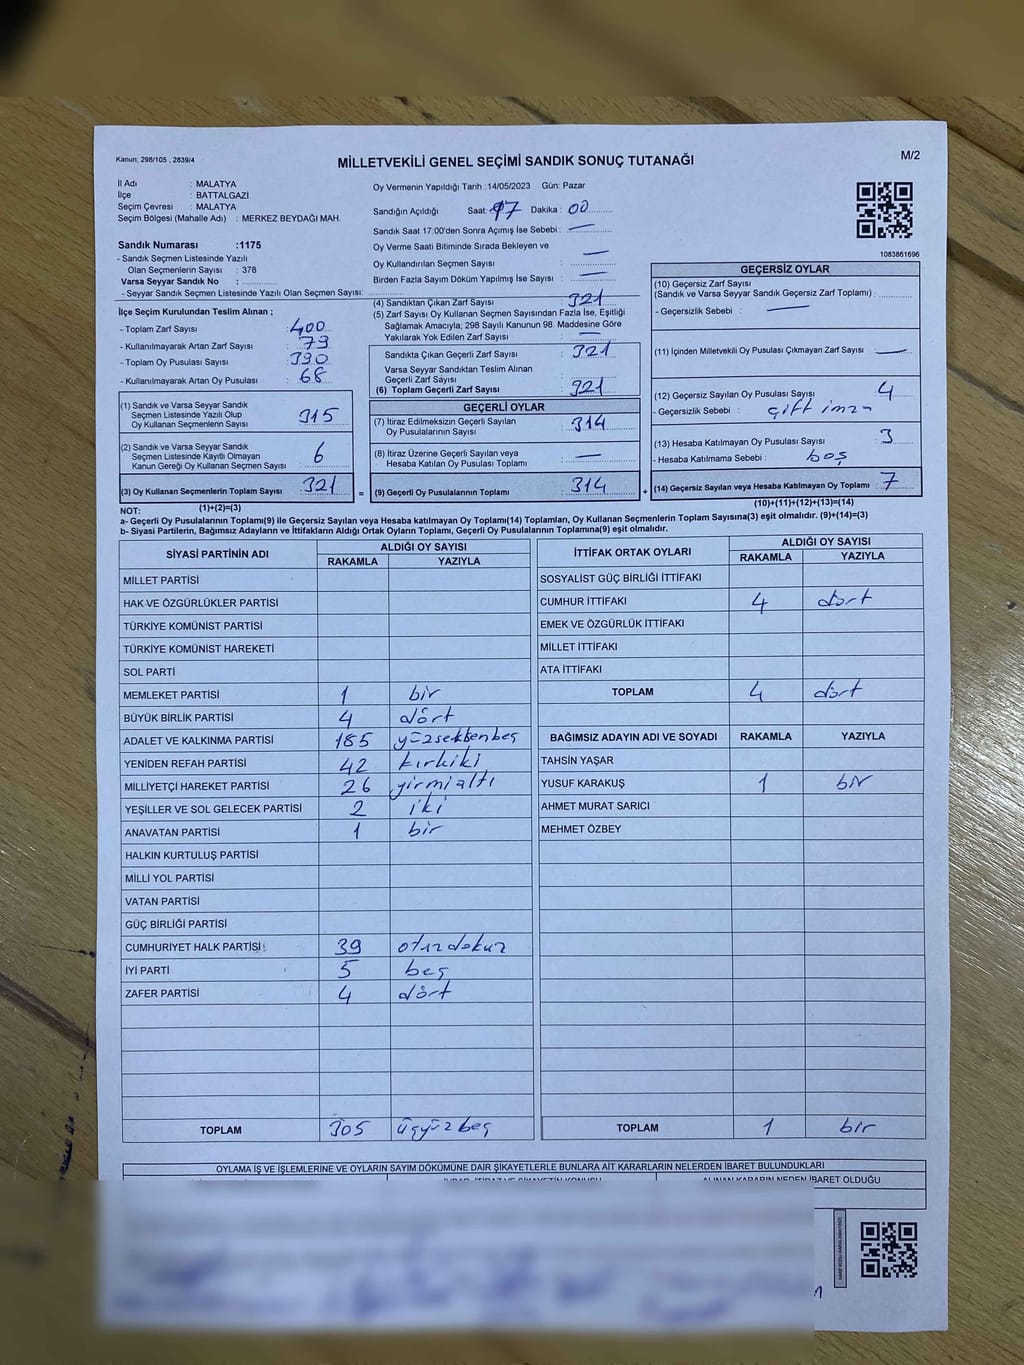 Kanun; 298/105 , 2839/4
MİLLETVEKİLİ GENEL SEÇİMİ SANDIK SONUÇ TUTANAĞI
M/2
İl Adı : MALATYA
İlçe : BATTALGAZİ
Seçim Çevresi : MALATYA
Seçim Bölgesi (Mahalle Adı) : MERKEZ BEYDAĞI MAH.
Oy Vermenin Yapıldığı Tarih :14/05/2023 Gün: Pazar
Sandığın Açıldığı Saat: 17 Dakika : 00
Sandık Saat 17:00'den Sonra Açımış İse Sebebi : —
Oy Verme Saati Bitiminde Sırada Bekleyen ve
Oy Kullandırılan Seçmen Sayısı : —
Birden Fazla Sayım Döküm Yapılmış İse Sayısı : —
1083861696
Sandık Numarası :1175
- Sandık Seçmen Listesinde Yazılı
Olan Seçmenlerin Sayısı : 378
Varsa Seyyar Sandık No :
- Seyyar Sandık Seçmen Listesinde Yazılı Olan Seçmen Sayısı:
İlçe Seçim Kurulundan Teslim Alınan ;
- Toplam Zarf Sayısı : 400
- Kullanılmayarak Artan Zarf Sayısı : 79
- Toplam Oy Pusulası Sayısı : 390
- Kullanılmayarak Artan Oy Pusulası : 68
(4) Sandıktan Çıkan Zarf Sayısı : 321
(5) Zarf Sayısı Oy Kullanan Seçmen Sayısından Fazla İse, Eşitliği
Sağlamak Amacıyla; 298 Sayılı Kanunun 98. Maddesine Göre
Yakılarak Yok Edilen Zarf Sayısı : —
Sandıkta Çıkan Geçerli Zarf Sayısı : 321
Varsa Seyyar Sandıktan Teslim Alınan
Geçerli Zarf Sayısı :
(6) Toplam Geçerli Zarf Sayısı : 321
GEÇERSİZ OYLAR
(10) Geçersiz Zarf Sayısı
(Sandık ve Varsa Seyyar Sandık Geçersiz Zarf Toplamı) :
- Geçersizlik Sebebi : —
(11) İçinden Milletvekili Oy Pusulası Çıkmayan Zarf Sayısı : —
(12) Geçersiz Sayılan Oy Pusulası Sayısı : 4
- Geçersizlik Sebebi : çift imza
(13) Hesaba Katılmayan Oy Pusulası Sayısı : 3
- Hesaba Katılmama Sebebi : boş
(14) Geçersiz Sayılan veya Hesaba Katılmayan Oy Toplamı : 7
(10)+(11)+(12)+(13)=(14)
(1) Sandık ve Varsa Seyyar Sandık
Seçmen Listesinde Yazılı Olup
Oy Kullanan Seçmenlerin Sayısı : 315
(2) Sandık ve Varsa Seyyar Sandık
Seçmen Listesinde Kayıtlı Olmayan
Kanun Gereği Oy Kullanan Seçmen Sayısı : 6
(3) Oy Kullanan Seçmenlerin Toplam Sayısı : 321
(1)+(2)=(3)
=
GEÇERLİ OYLAR
(7) İtiraz Edilmeksizin Geçerli Sayılan
Oy Pusulalarının Sayısı : 314
(8) İtiraz Üzerine Geçerli Sayılan veya
Hesaba Katılan Oy Pusulası Toplamı : —
(9) Geçerli Oy Pusulalarının Toplamı : 314
+
NOT:
a- Geçerli Oy Pusulalarının Toplamı(9) ile Geçersiz Sayılan veya Hesaba katılmayan Oy Toplamı(14) Toplamları, Oy Kullanan Seçmenlerin Toplam Sayısına(3) eşit olmalıdır. (9)+(14)=(3)
b- Siyasi Partilerin, Bağımsız Adayların ve İttifakların Aldığı Ortak Oyların Toplamı, Geçerli Oy Pusulalarının Toplamına(9) eşit olmalıdır.
SİYASİ PARTİNİN ADI ALDIĞI OY SAYISI
RAKAMLA YAZIYLA
MİLLET PARTİSİ
HAK VE ÖZGÜRLÜKLER PARTİSİ
TÜRKİYE KOMÜNİST PARTİSİ
TÜRKİYE KOMÜNİST HAREKETİ
SOL PARTİ
MEMLEKET PARTİSİ 1 bir
BÜYÜK BİRLİK PARTİSİ 4 dört
ADALET VE KALKINMA PARTİSİ 185 yüzseksenbeş
YENİDEN REFAH PARTİSİ 42 kırkiki
MİLLİYETÇİ HAREKET PARTİSİ 26 yirmialtı
YEŞİLLER VE SOL GELECEK PARTİSİ 2 iki
ANAVATAN PARTİSİ 1 bir
HALKIN KURTULUŞ PARTİSİ
MİLLİ YOL PARTİSİ
VATAN PARTİSİ
GÜÇ BİRLİĞİ PARTİSİ
CUMHURİYET HALK PARTİSİ 39 otuzdokuz
İYİ PARTİ 5 beş
ZAFER PARTİSİ 4 dört
TOPLAM 305 üçyüzbeş
İTTİFAK ORTAK OYLARI ALDIĞI OY SAYISI
RAKAMLA YAZIYLA
SOSYALİST GÜÇ BİRLİĞİ İTTİFAKI
CUMHUR İTTİFAKI 4 dört
EMEK VE ÖZGÜRLÜK İTTİFAKI
MİLLET İTTİFAKI
ATA İTTİFAKI
TOPLAM 4 dört
BAĞIMSIZ ADAYIN ADI VE SOYADI RAKAMLA YAZIYLA
TAHSİN YAŞAR
YUSUF KARAKUŞ 1 bir
AHMET MURAT SARICI
MEHMET ÖZBEY
TOPLAM 1 bir
OYLAMA İŞ VE İŞLEMLERİNE VE OYLARIN SAYIM DÖKÜMÜNE DAİR ŞİKAYETLERLE BUNLARA AİT KARARLARIN NELERDEN İBARET BULUNDUKLARI
ALINAN KARARIN NEDEN İBARET OLDUĞU